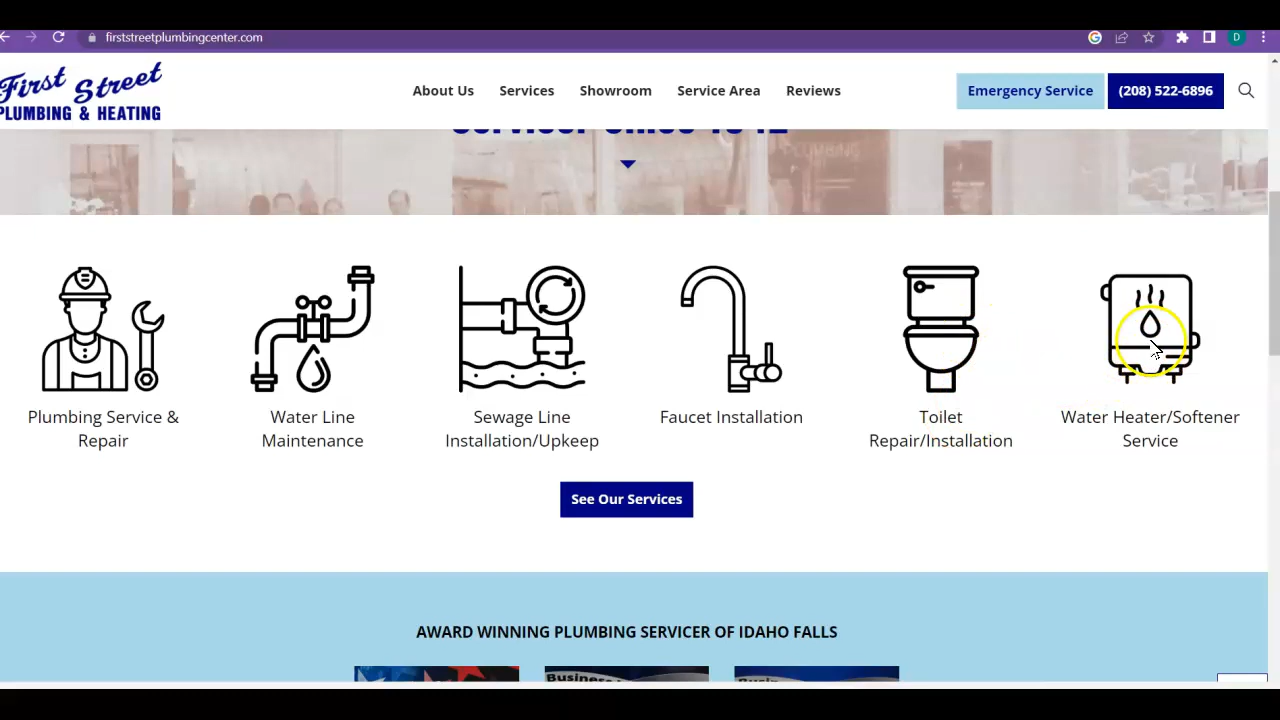 firststreetplumbingcenter.com
D
First Street
PLUMBING & HEATING
About Us
Services
Showroom
Service Area
Reviews
Emergency Service
(208) 522-6896
PLUMBING
Plumbing Service &
Repair
Water Line
Maintenance
Sewage Line
Installation/Upkeep
Faucet Installation
Toilet
Repair/Installation
Water Heater/Softener
Service
See Our Services
AWARD WINNING PLUMBING SERVICER OF IDAHO FALLS
Business